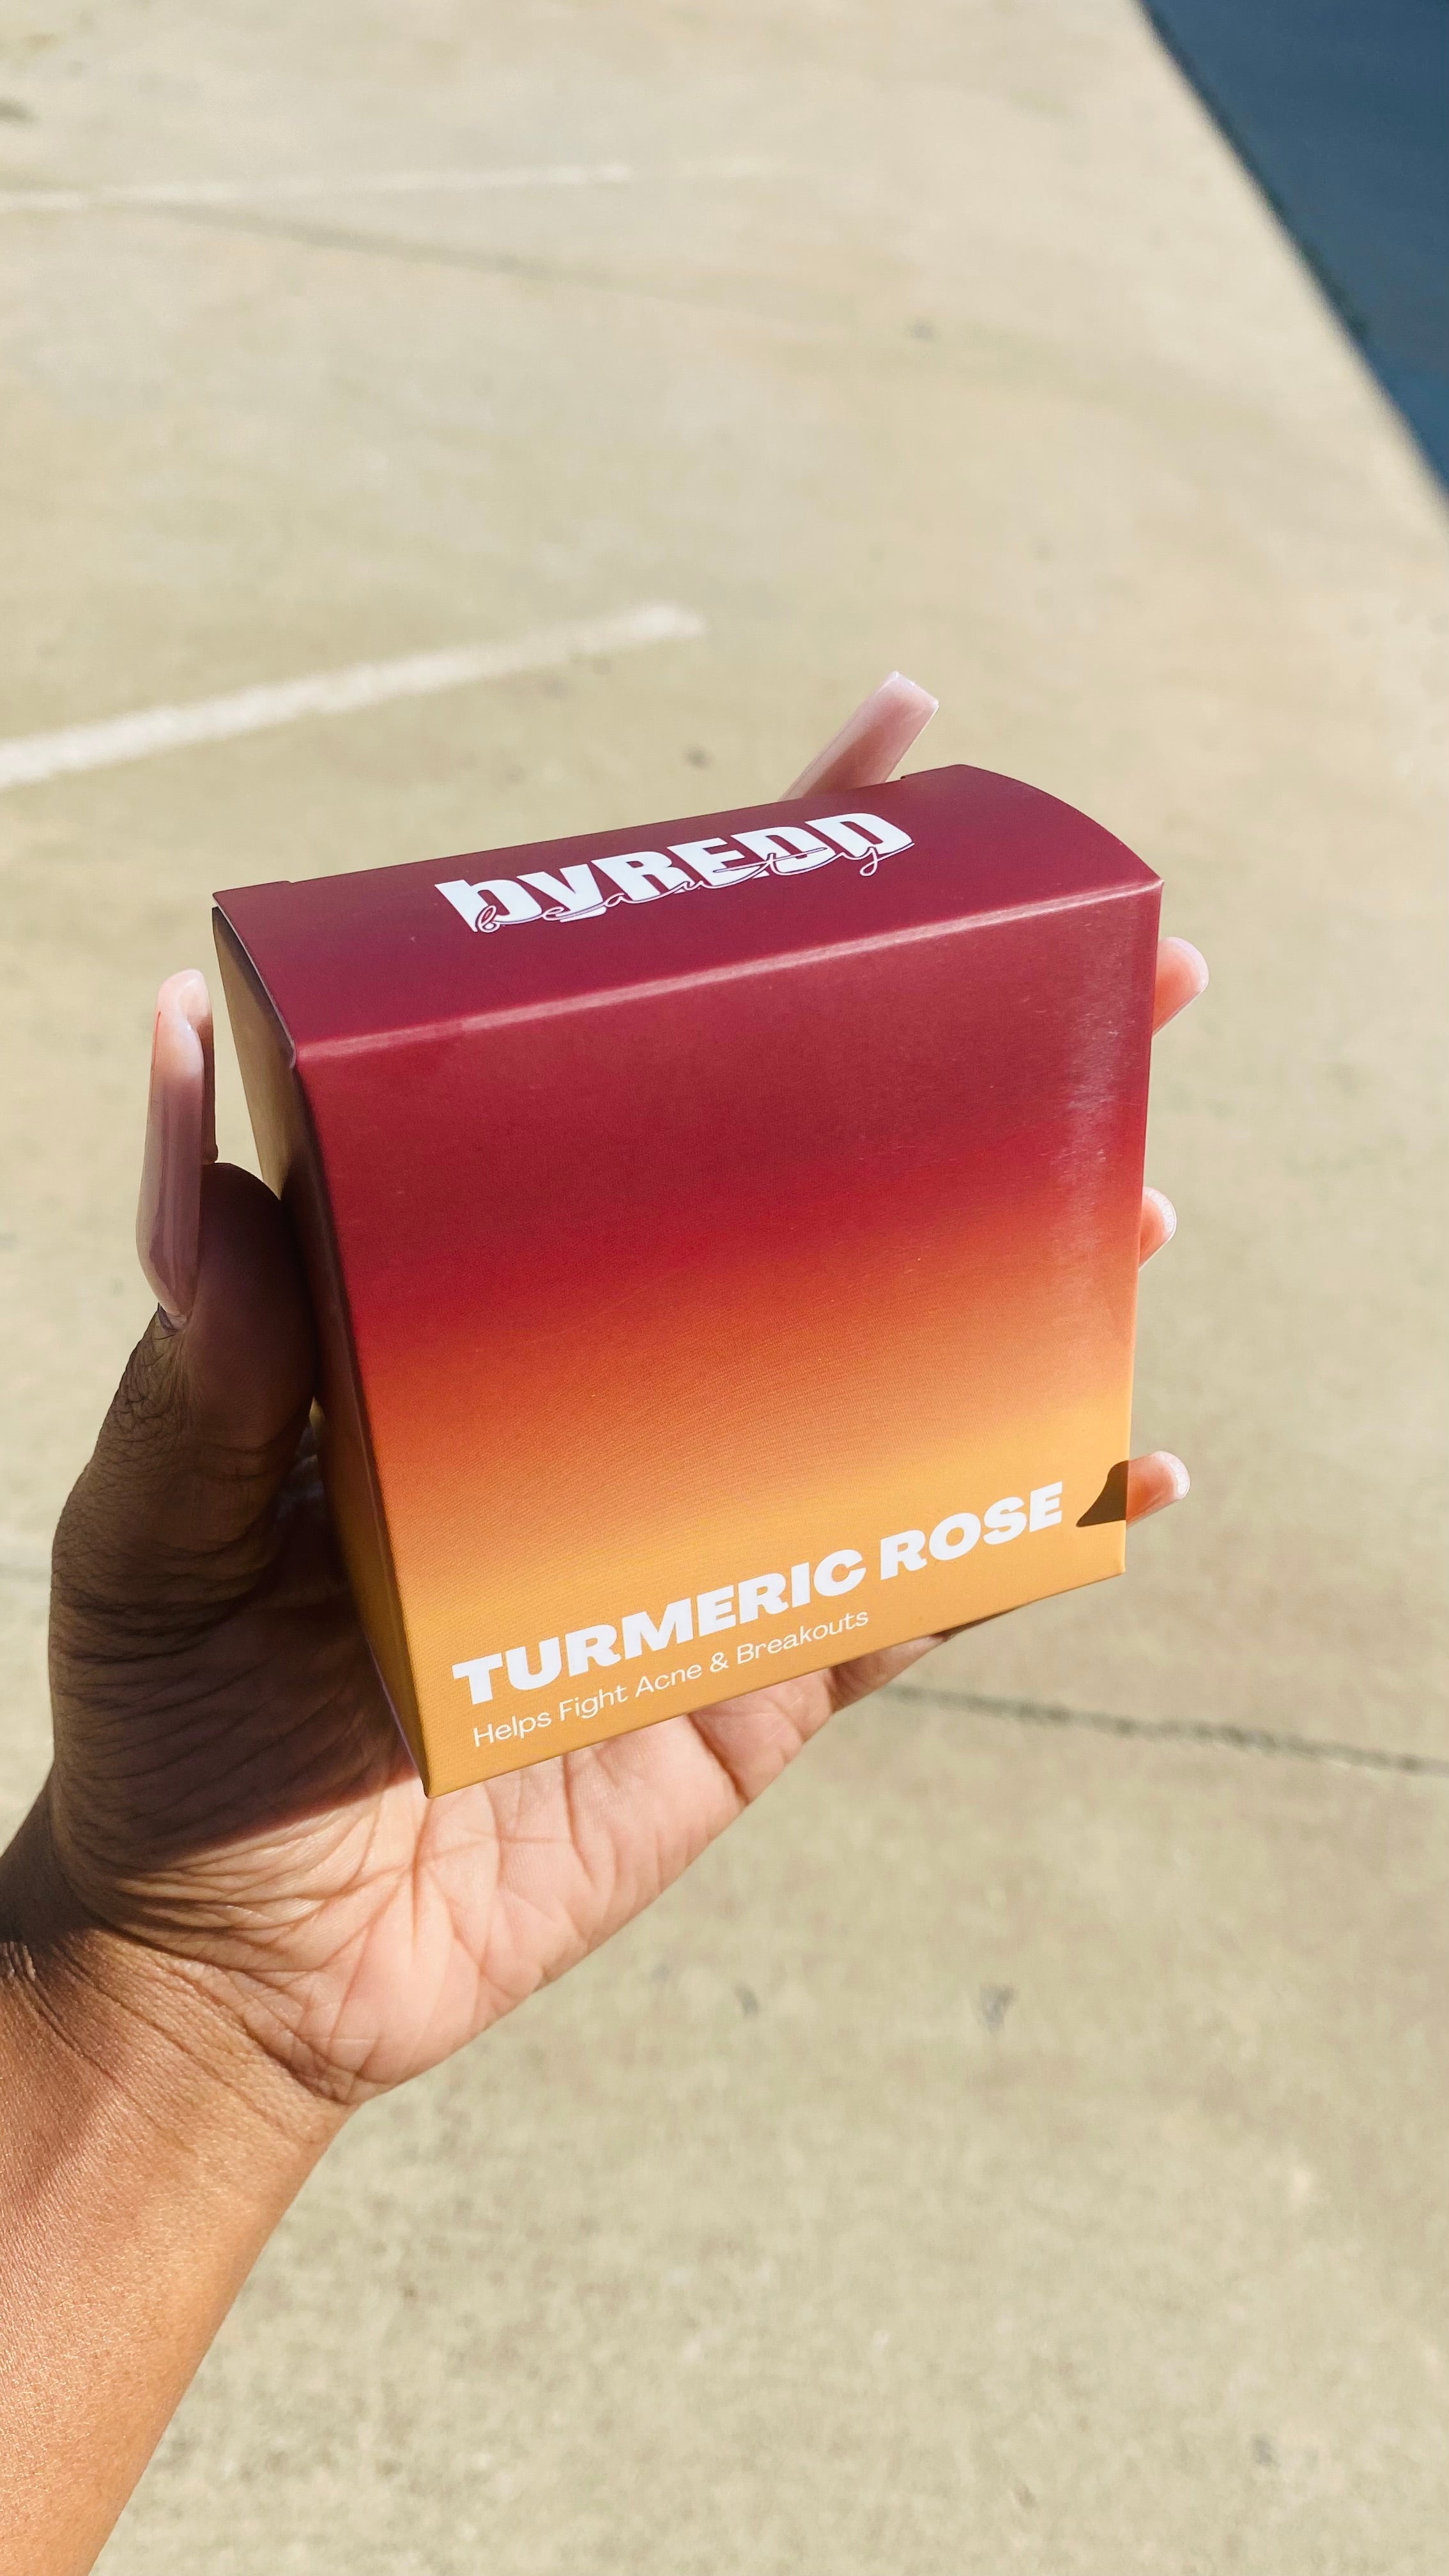 byREDD
beauty
TURMERIC ROSE
Helps Fight Acne & Breakouts